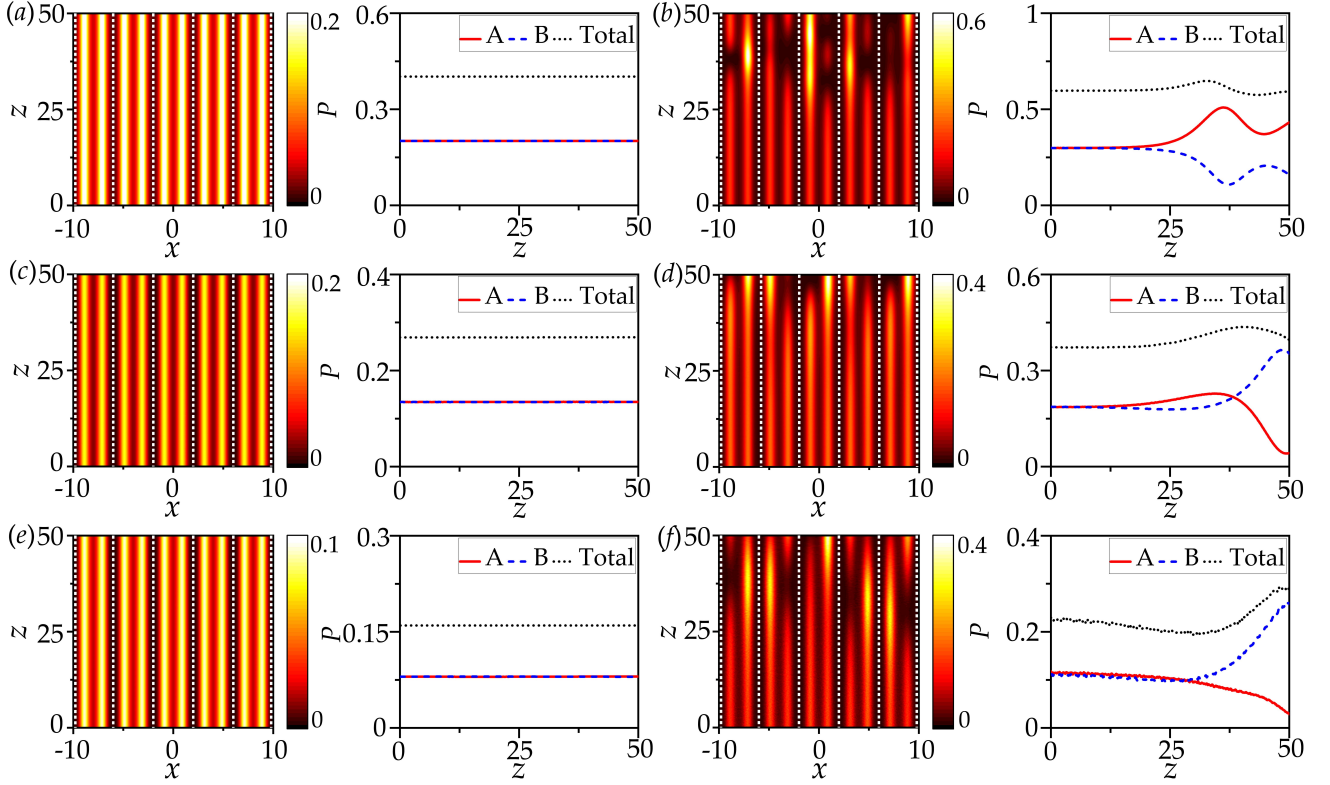 (a) 50 25 0 z -10 0 10 x 0.2 0
0.6 0.3 0 P 0 25 50 z A B Total
(b) 50 25 0 z -10 0 10 x 0.6 0
1 0.5 0 P 0 25 50 z A B Total
(c) 50 25 0 z -10 0 10 x 0.2 0
0.4 0.2 0 P 0 25 50 z A B Total
(d) 50 25 0 z -10 0 10 x 0.4 0
0.6 0.3 0 P 0 25 50 z A B Total
(e) 50 25 0 z -10 0 10 x 0.1 0
0.3 0.15 0 P 0 25 50 z A B Total
(f) 50 25 0 z -10 0 10 x 0.4 0
0.4 0.2 0 P 0 25 50 z A B Total